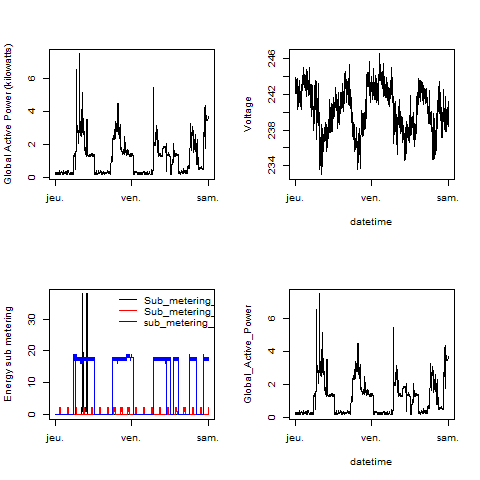 Global Active Power (kilowatts)
0 2 4 6
jeu. ven. sam.
Voltage
234 238 242 246
jeu. ven. sam.
datetime
Energy sub metering
0 10 20 30
Sub_metering_
Sub_metering_
sub_metering_
jeu. ven. sam.
Global_Active_Power
0 2 4 6
jeu. ven. sam.
datetime